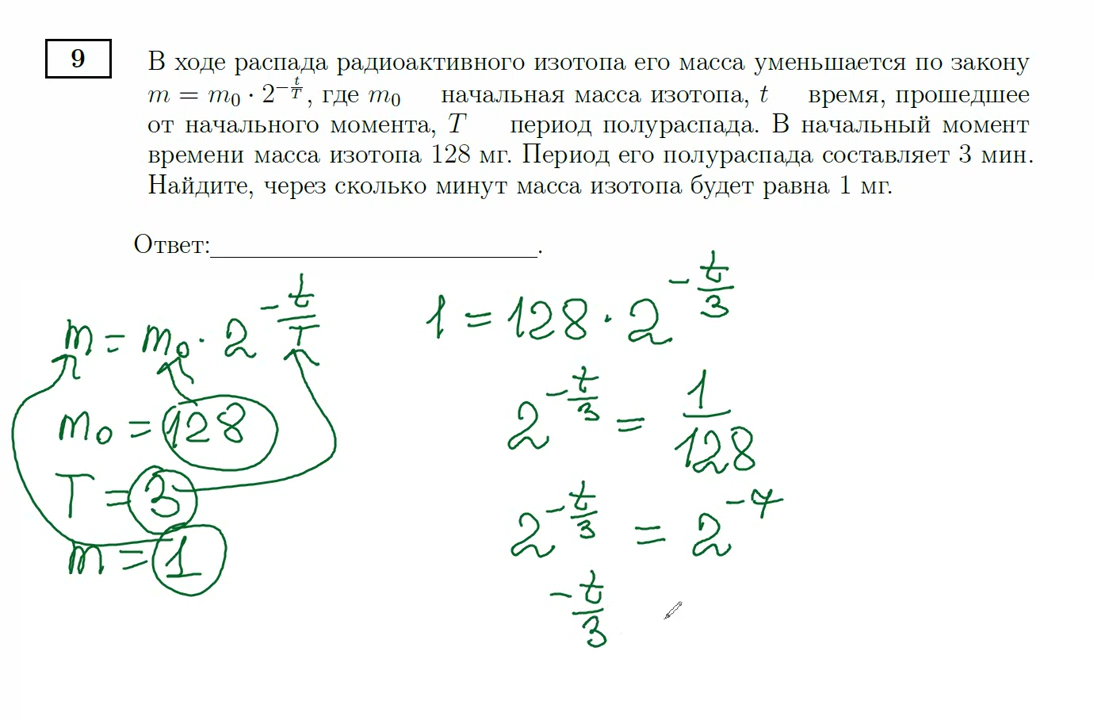 9
В ходе распада радиоактивного изотопа его масса уменьшается по закону
m = m₀ · 2^(-t/T), где m₀ начальная масса изотопа, t время, прошедшее
от начального момента, T период полураспада. В начальный момент
времени масса изотопа 128 мг. Период его полураспада составляет 3 мин.
Найдите, через сколько минут масса изотопа будет равна 1 мг.
Ответ: .
m = m₀ · 2^(-t/T)
m₀ = 128
T = 3
m = 1
1 = 128 · 2^(-t/3)
2^(-t/3) = 1/128
2^(-t/3) = 2^(-7)
-t/3